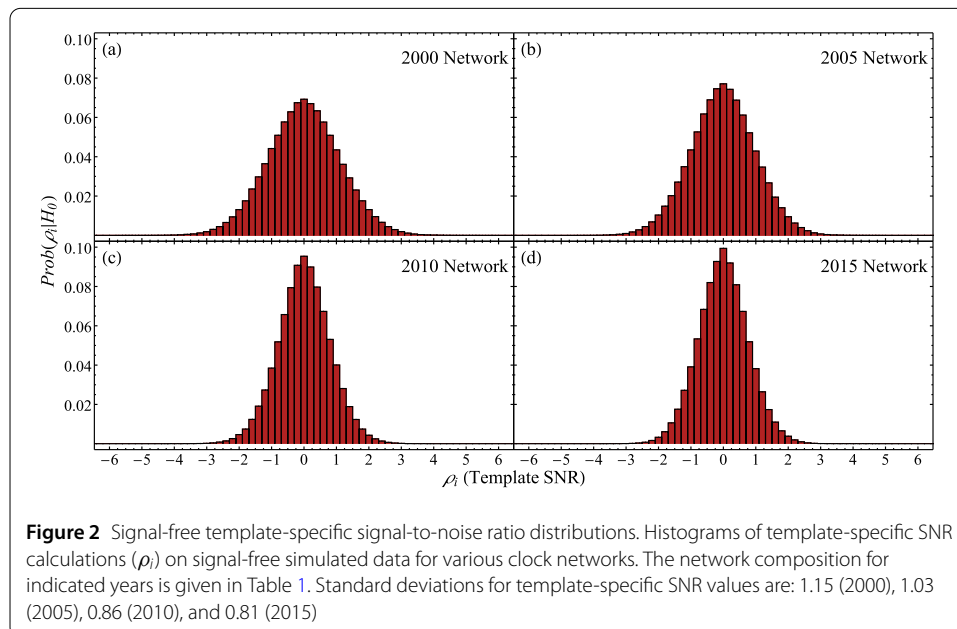 (a) 2000 Network
(b) 2005 Network
0.10
0.08
0.06
0.04
0.02
(c) 2010 Network
(d) 2015 Network
0.10
0.08
0.06
0.04
0.02
Prob(ρᵢ|H₀)
−6 −5 −4 −3 −2 −1 0 1 2 3 4 5 6
−6 −5 −4 −3 −2 −1 0 1 2 3 4 5 6
ρᵢ (Template SNR)
Figure 2 Signal-free template-specific signal-to-noise ratio distributions. Histograms of template-specific SNR
calculations (ρᵢ) on signal-free simulated data for various clock networks. The network composition for
indicated years is given in Table 1. Standard deviations for template-specific SNR values are: 1.15 (2000), 1.03
(2005), 0.86 (2010), and 0.81 (2015)